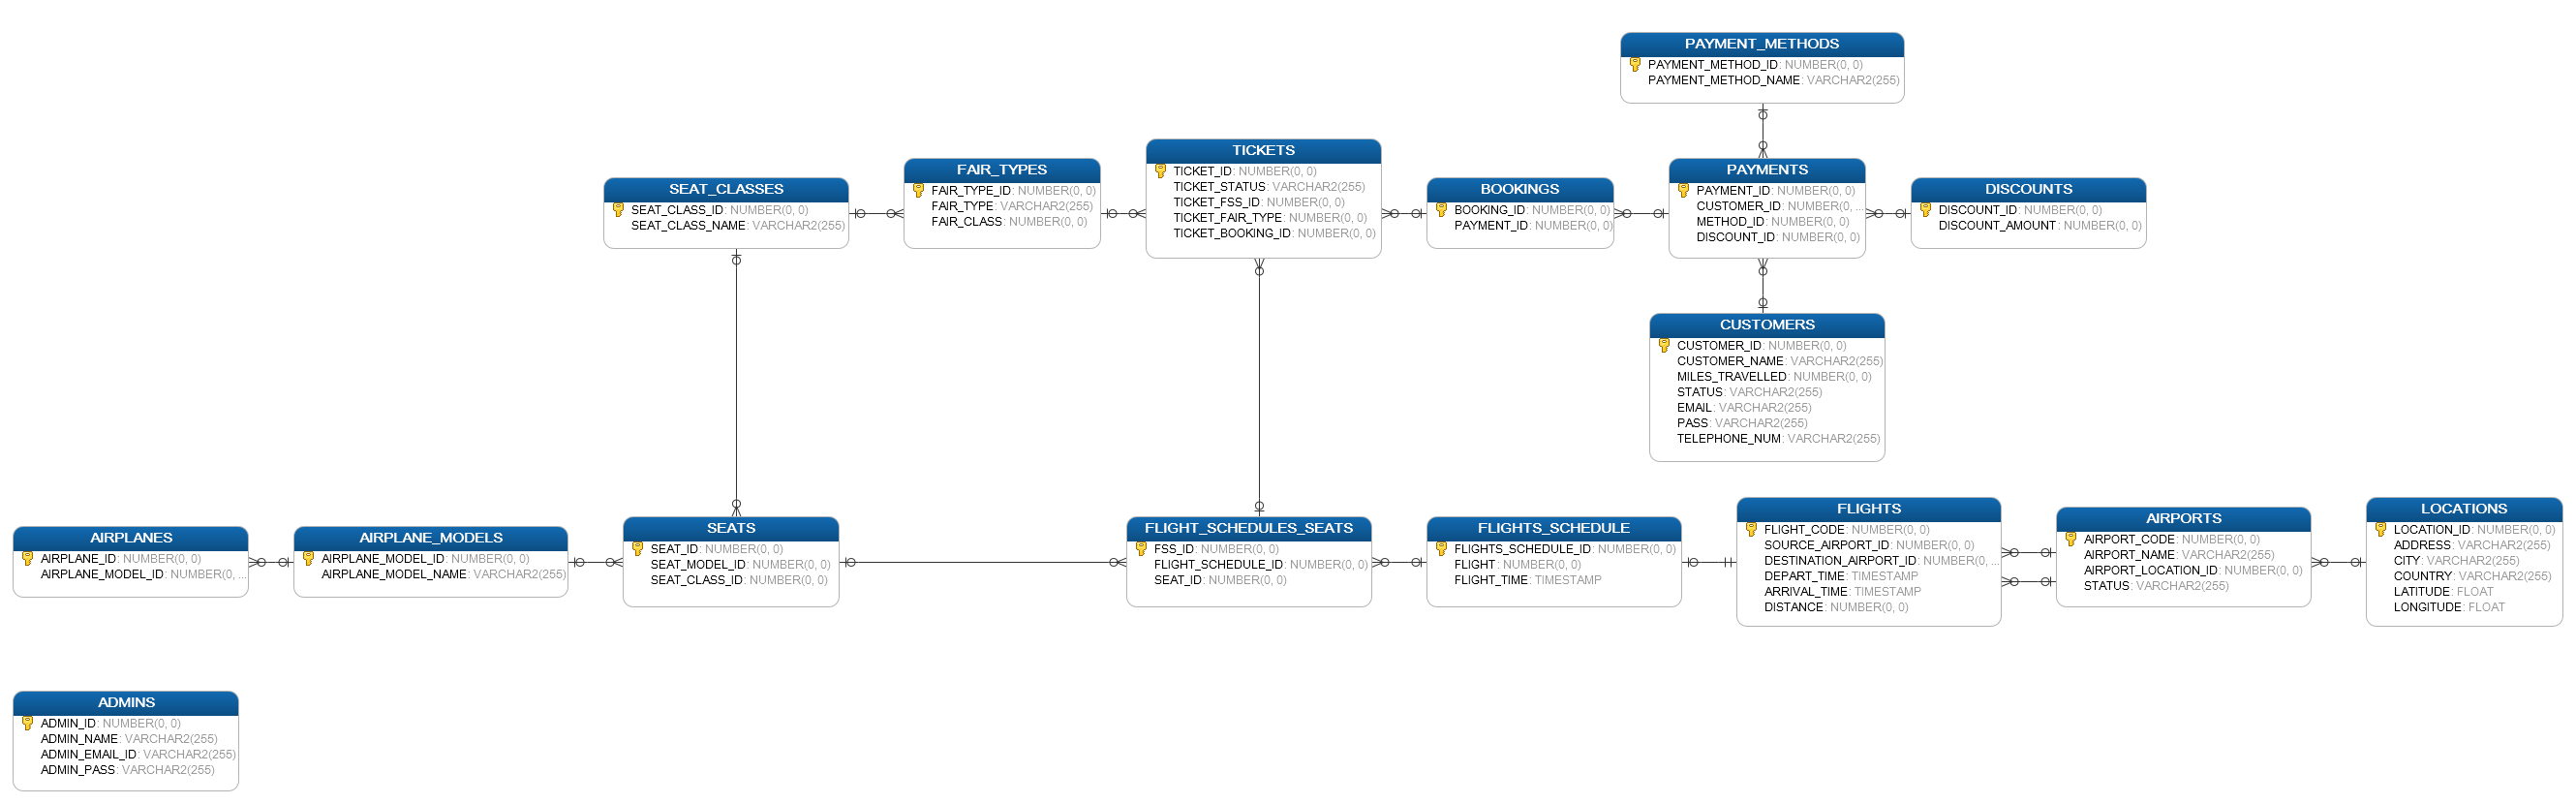 PAYMENT_METHODS
PAYMENT_METHOD_ID: NUMBER(0, 0)
PAYMENT_METHOD_NAME: VARCHAR2(255)
SEAT_CLASSES
SEAT_CLASS_ID: NUMBER(0, 0)
SEAT_CLASS_NAME: VARCHAR2(255)
FAIR_TYPES
FAIR_TYPE_ID: NUMBER(0, 0)
FAIR_TYPE: VARCHAR2(255)
FAIR_CLASS: NUMBER(0, 0)
TICKETS
TICKET_ID: NUMBER(0, 0)
TICKET_STATUS: VARCHAR2(255)
TICKET_FSS_ID: NUMBER(0, 0)
TICKET_FAIR_TYPE: NUMBER(0, 0)
TICKET_BOOKING_ID: NUMBER(0, 0)
BOOKINGS
BOOKING_ID: NUMBER(0, 0)
PAYMENT_ID: NUMBER(0, 0)
PAYMENTS
PAYMENT_ID: NUMBER(0, 0)
CUSTOMER_ID: NUMBER(0, ...
METHOD_ID: NUMBER(0, 0)
DISCOUNT_ID: NUMBER(0, 0)
DISCOUNTS
DISCOUNT_ID: NUMBER(0, 0)
DISCOUNT_AMOUNT: NUMBER(0, 0)
CUSTOMERS
CUSTOMER_ID: NUMBER(0, 0)
CUSTOMER_NAME: VARCHAR2(255)
MILES_TRAVELLED: NUMBER(0, 0)
STATUS: VARCHAR2(255)
EMAIL: VARCHAR2(255)
PASS: VARCHAR2(255)
TELEPHONE_NUM: VARCHAR2(255)
AIRPLANES
AIRPLANE_ID: NUMBER(0, 0)
AIRPLANE_MODEL_ID: NUMBER(0, ...
AIRPLANE_MODELS
AIRPLANE_MODEL_ID: NUMBER(0, 0)
AIRPLANE_MODEL_NAME: VARCHAR2(255)
SEATS
SEAT_ID: NUMBER(0, 0)
SEAT_MODEL_ID: NUMBER(0, 0)
SEAT_CLASS_ID: NUMBER(0, 0)
FLIGHT_SCHEDULES_SEATS
FSS_ID: NUMBER(0, 0)
FLIGHT_SCHEDULE_ID: NUMBER(0, 0)
SEAT_ID: NUMBER(0, 0)
FLIGHTS_SCHEDULE
FLIGHTS_SCHEDULE_ID: NUMBER(0, 0)
FLIGHT: NUMBER(0, 0)
FLIGHT_TIME: TIMESTAMP
FLIGHTS
FLIGHT_CODE: NUMBER(0, 0)
SOURCE_AIRPORT_ID: NUMBER(0, 0)
DESTINATION_AIRPORT_ID: NUMBER(0, ...
DEPART_TIME: TIMESTAMP
ARRIVAL_TIME: TIMESTAMP
DISTANCE: NUMBER(0, 0)
AIRPORTS
AIRPORT_CODE: NUMBER(0, 0)
AIRPORT_NAME: VARCHAR2(255)
AIRPORT_LOCATION_ID: NUMBER(0, 0)
STATUS: VARCHAR2(255)
LOCATIONS
LOCATION_ID: NUMBER(0, 0)
ADDRESS: VARCHAR2(255)
CITY: VARCHAR2(255)
COUNTRY: VARCHAR2(255)
LATITUDE: FLOAT
LONGITUDE: FLOAT
ADMINS
ADMIN_ID: NUMBER(0, 0)
ADMIN_NAME: VARCHAR2(255)
ADMIN_EMAIL_ID: VARCHAR2(255)
ADMIN_PASS: VARCHAR2(255)